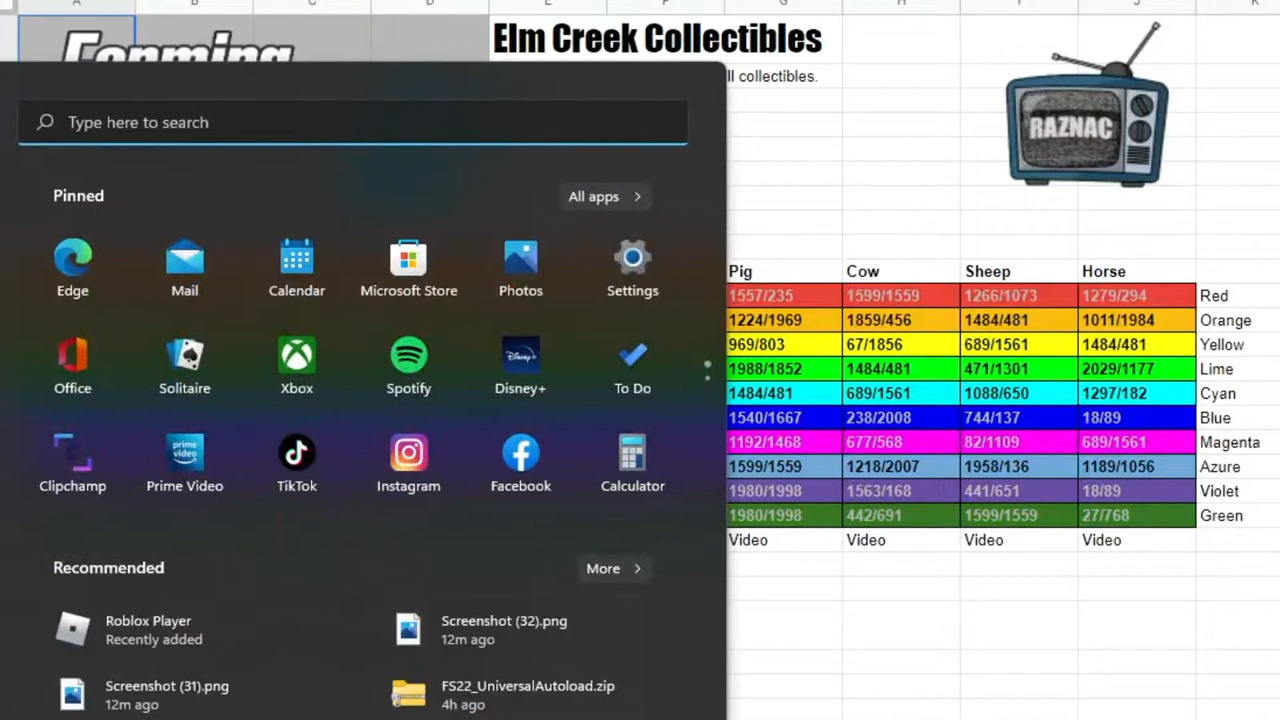 A B C D E F G H I J K
Farming
Elm Creek Collectibles
ll collectibles.
RAZNAC
Type here to search
Pinned
All apps
Edge
Mail
Calendar
Microsoft Store
Photos
Settings
Office
Solitaire
Xbox
Spotify
Disney+
To Do
Clipchamp
Prime Video
TikTok
Instagram
Facebook
Calculator
Recommended
More
Roblox Player
Recently added
Screenshot (32).png
12m ago
Screenshot (31).png
12m ago
FS22_UniversalAutoload.zip
4h ago
Pig Cow Sheep Horse
1557/235 1599/1559 1266/1073 1279/294 Red
1224/1969 1859/456 1484/481 1011/1984 Orange
969/803 67/1856 689/1561 1484/481 Yellow
1988/1852 1484/481 471/1301 2029/1177 Lime
1484/481 689/1561 1088/650 1297/182 Cyan
1540/1667 238/2008 744/137 18/89 Blue
1192/1468 677/568 82/1109 689/1561 Magenta
1599/1559 1218/2007 1958/136 1189/1056 Azure
1980/1998 1563/168 441/651 18/89 Violet
1980/1998 442/691 1599/1559 27/768 Green
Video Video Video Video